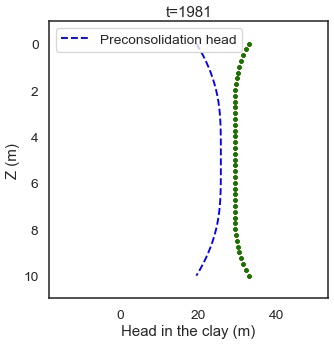 t=1981
Preconsolidation head
0
2
4
6
8
10
Z (m)
0 20 40
Head in the clay (m)